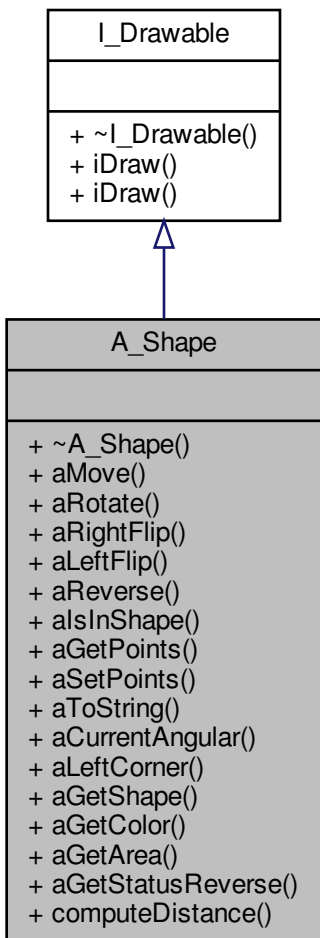 I_Drawable
+ ~I_Drawable()
+ iDraw()
+ iDraw()
A_Shape
+ ~A_Shape()
+ aMove()
+ aRotate()
+ aRightFlip()
+ aLeftFlip()
+ aReverse()
+ aIsInShape()
+ aGetPoints()
+ aSetPoints()
+ aToString()
+ aCurrentAngular()
+ aLeftCorner()
+ aGetShape()
+ aGetColor()
+ aGetArea()
+ aGetStatusReverse()
+ computeDistance()